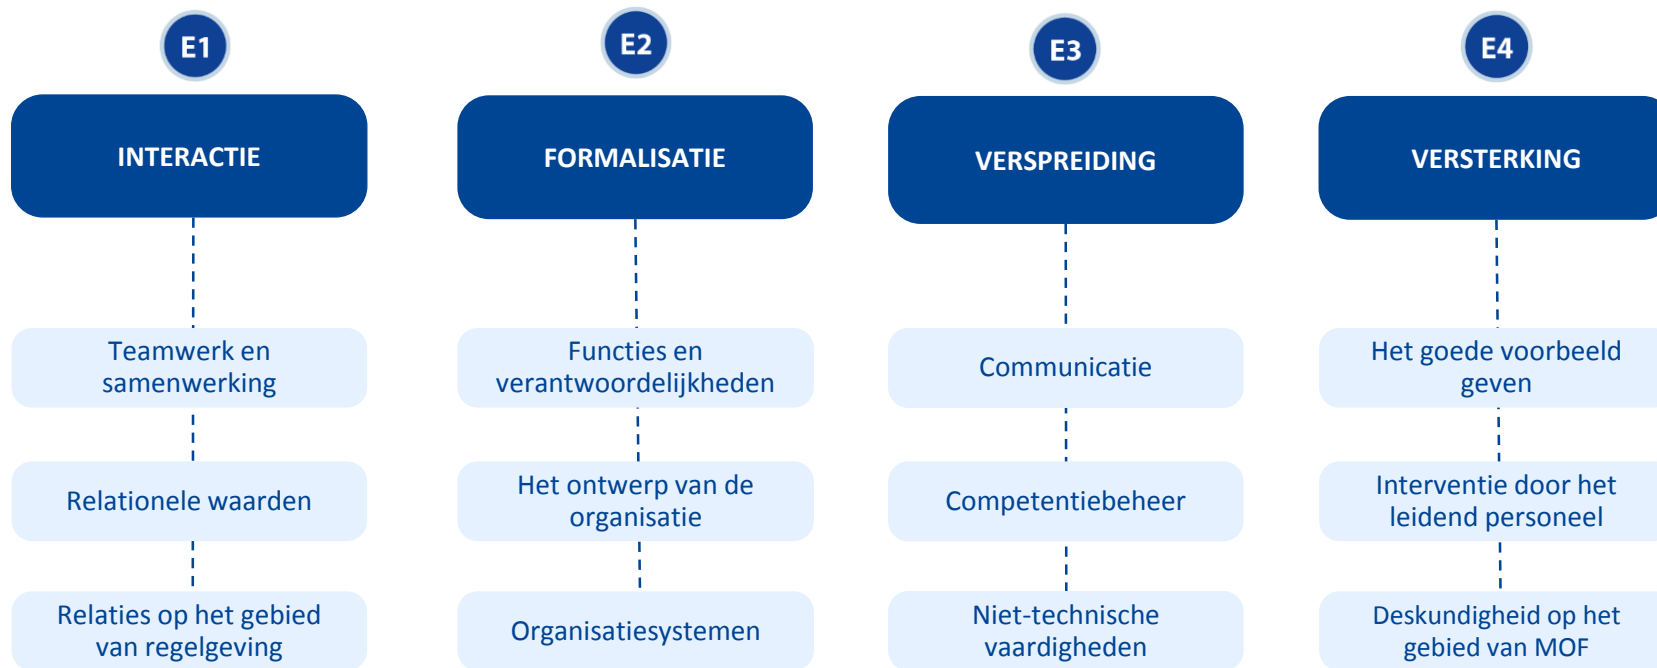 E1
INTERACTIE
Teamwerk en
samenwerking
Relationele waarden
Relaties op het gebied
van regelgeving
E2
FORMALISATIE
Functies en
verantwoordelijkheden
Het ontwerp van de
organisatie
Organisatiesystemen
E3
VERSPREIDING
Communicatie
Competentiebeheer
Niet-technische
vaardigheden
E4
VERSTERKING
Het goede voorbeeld
geven
Interventie door het
leidend personeel
Deskundigheid op het
gebied van MOF